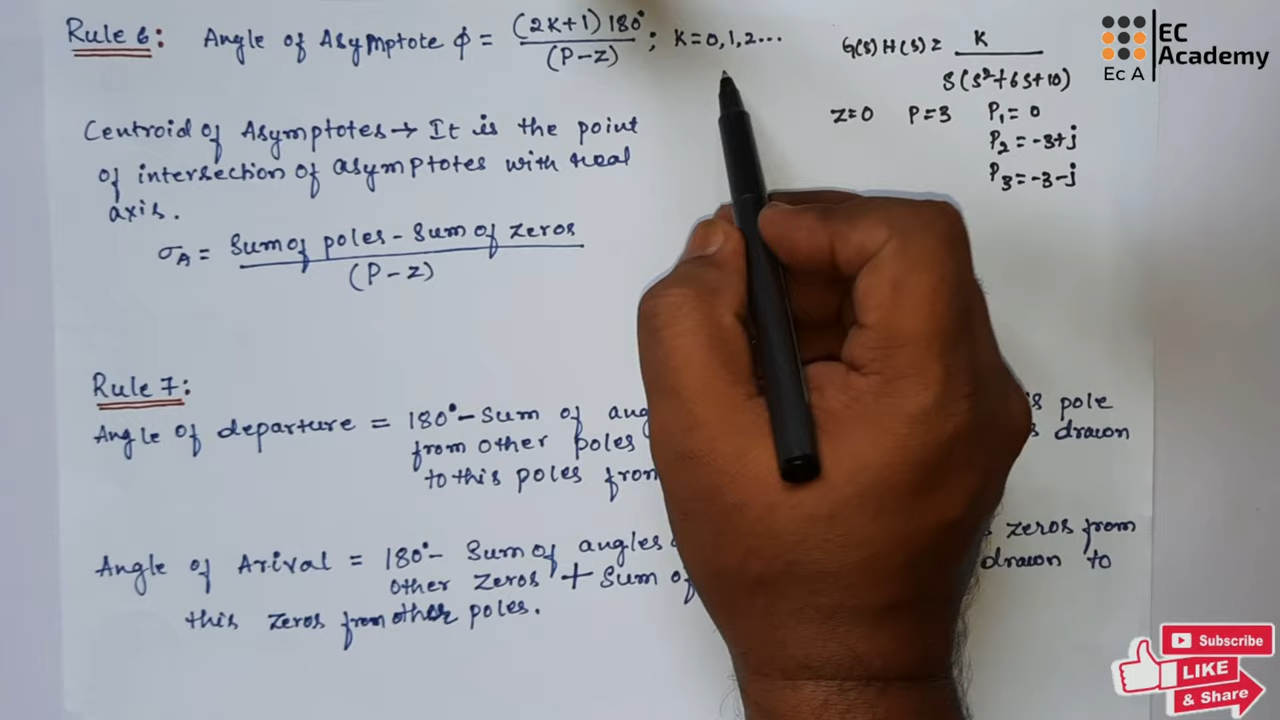 Rule 6: Angle of Asymptote ϕ = (2K+1) 180° / (P-Z) ; K=0,1,2...
Centroid of Asymptotes → It is the point
of intersection of asymptotes with real
axis.
σA = Sum of poles - Sum of zeros / (P-Z)
G(s) H(s) = K / S(S²+6S+10)
Z=0 P=3 P1 = 0
P2 = -3+j
P3 = -3-j
Rule 7:
Angle of departure = 180° - Sum of pole
from other poles drawn
to this poles from
Angle of Arival = 180° - Sum of angles zeros from
other zeros + Sum of drawn to
this zeros from other poles.
EC
Academy
Ec A
Subscribe
LIKE
& Share